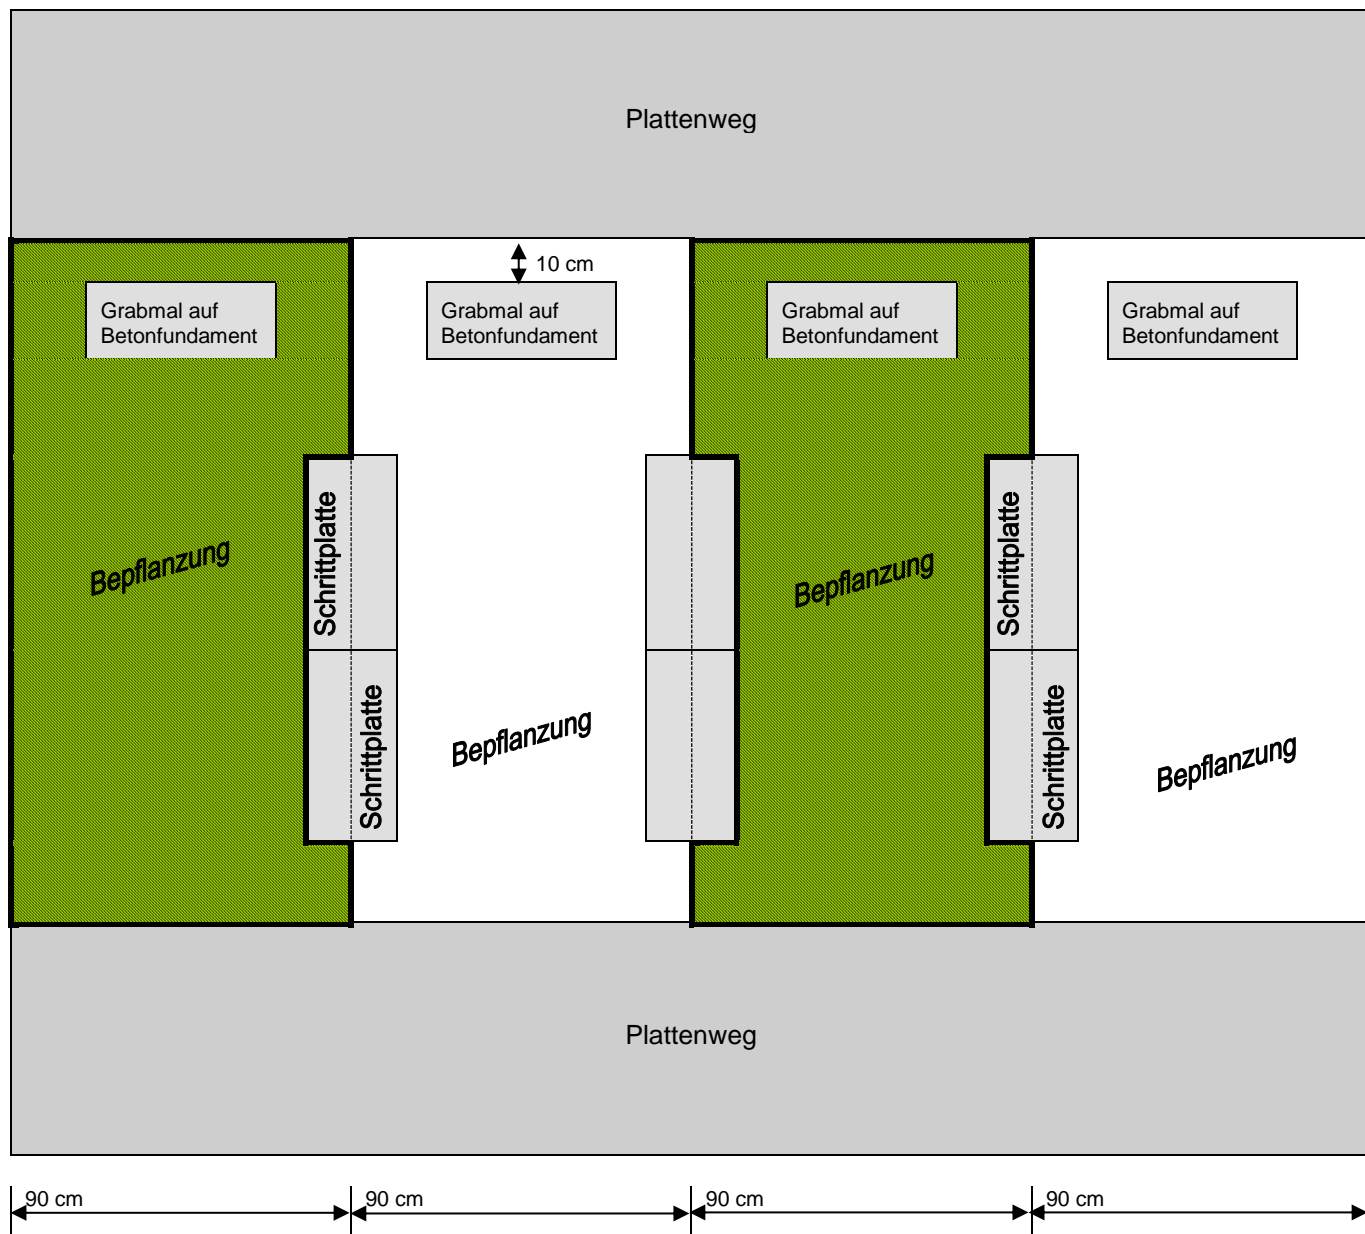 Plattenweg
10 cm
Grabmal auf
Betonfundament
Grabmal auf
Betonfundament
Grabmal auf
Betonfundament
Grabmal auf
Betonfundament
Bepflanzung
Schrittplatte
Schrittplatte
Bepflanzung
Bepflanzung
Schrittplatte
Schrittplatte
Bepflanzung
Plattenweg
90 cm
90 cm
90 cm
90 cm